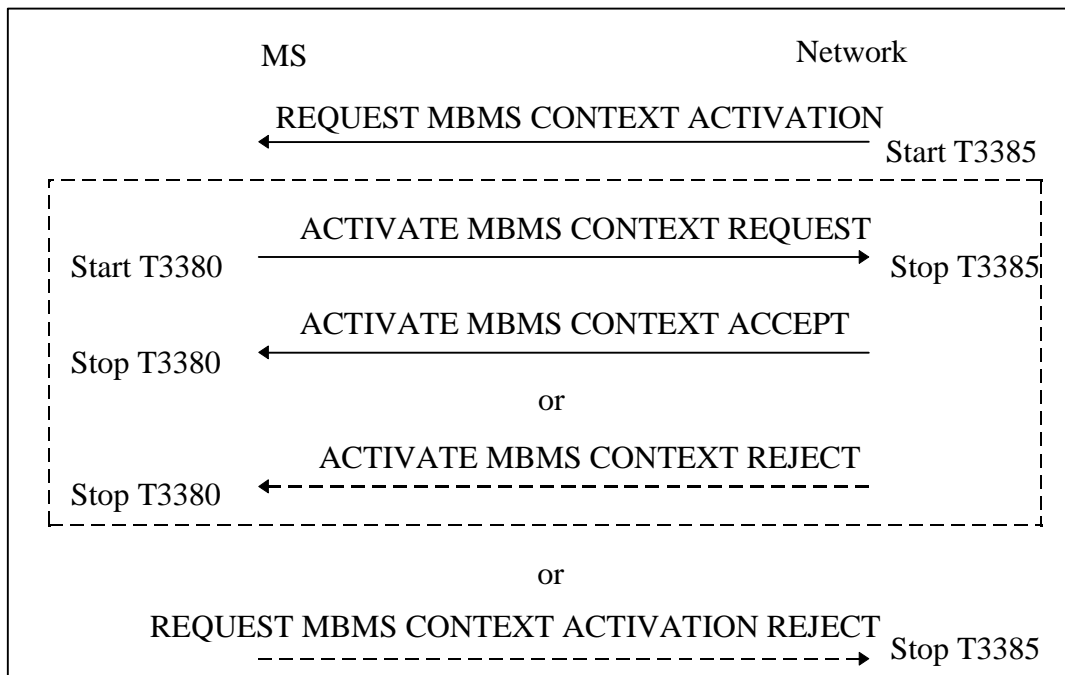 MS Network
REQUEST MBMS CONTEXT ACTIVATION
Start T3385
ACTIVATE MBMS CONTEXT REQUEST
Start T3380 Stop T3385
ACTIVATE MBMS CONTEXT ACCEPT
Stop T3380
or
ACTIVATE MBMS CONTEXT REJECT
Stop T3380
or
REQUEST MBMS CONTEXT ACTIVATION REJECT
Stop T3385